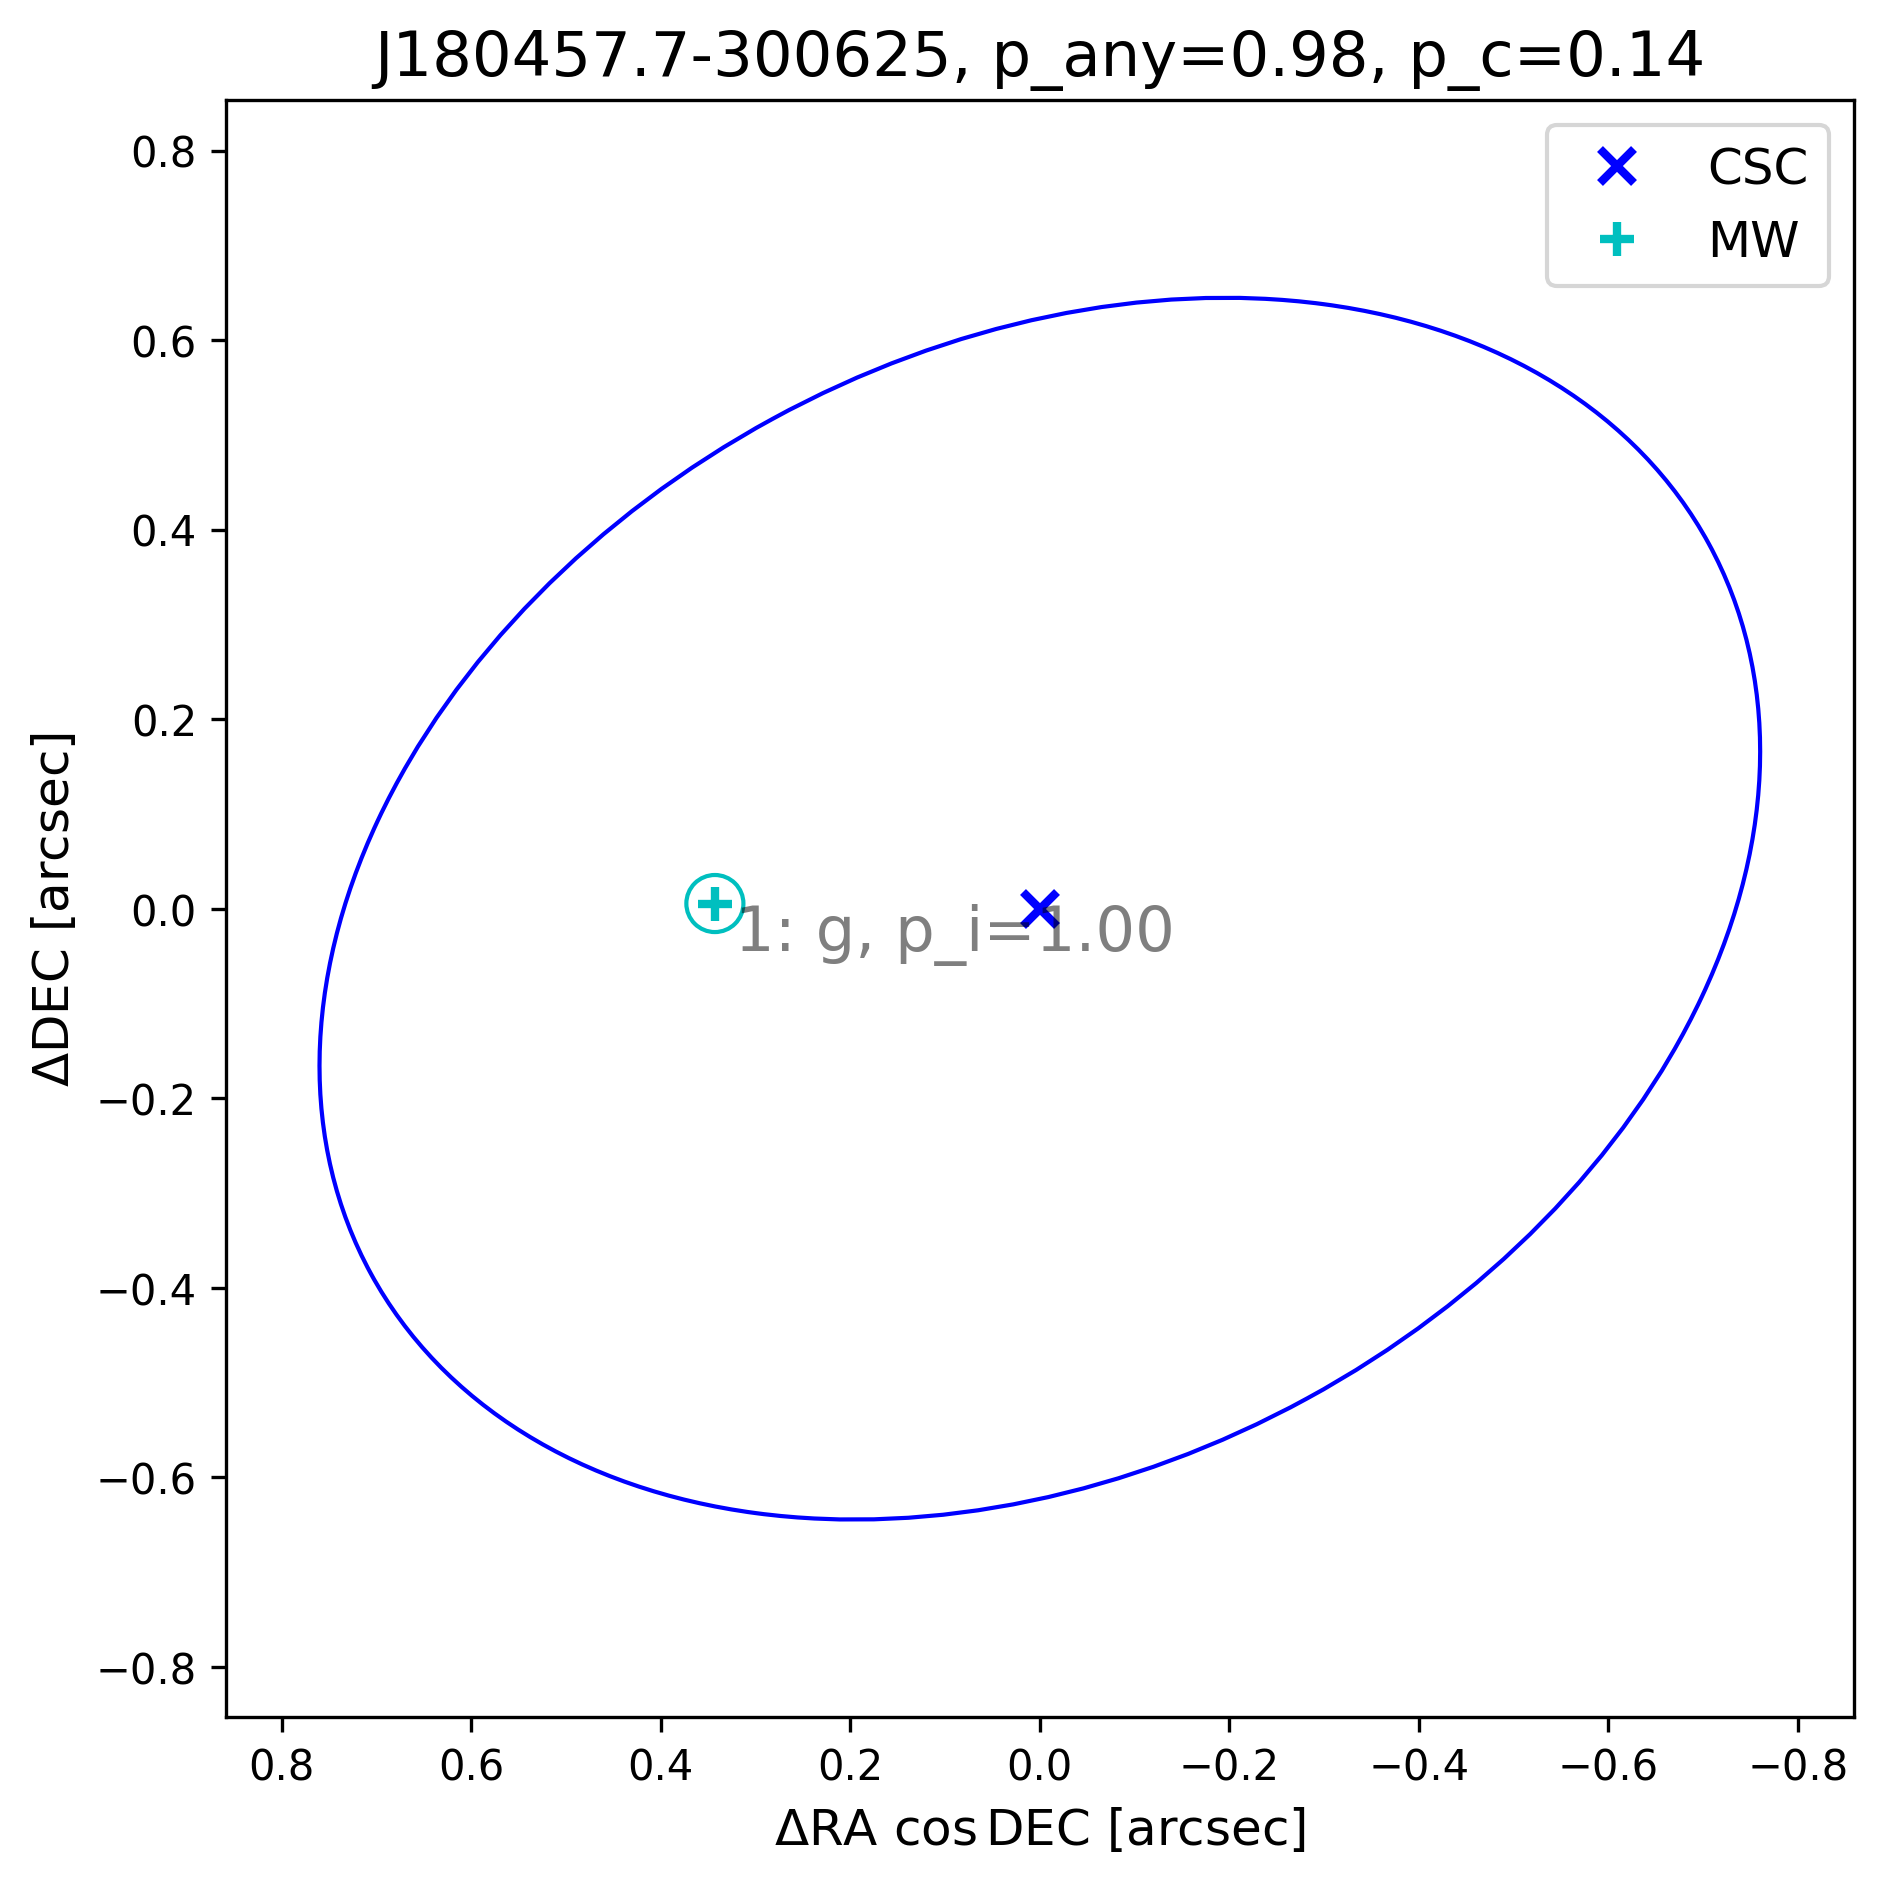 J180457.7-300625, p_any=0.98, p_c=0.14
CSC
MW
0.8
0.6
0.4
0.2
0.0
−0.2
−0.4
−0.6
−0.8
ΔDEC [arcsec]
1: g, p_i=1.00
0.8 0.6 0.4 0.2 0.0 −0.2 −0.4 −0.6 −0.8
ΔRA cos DEC [arcsec]